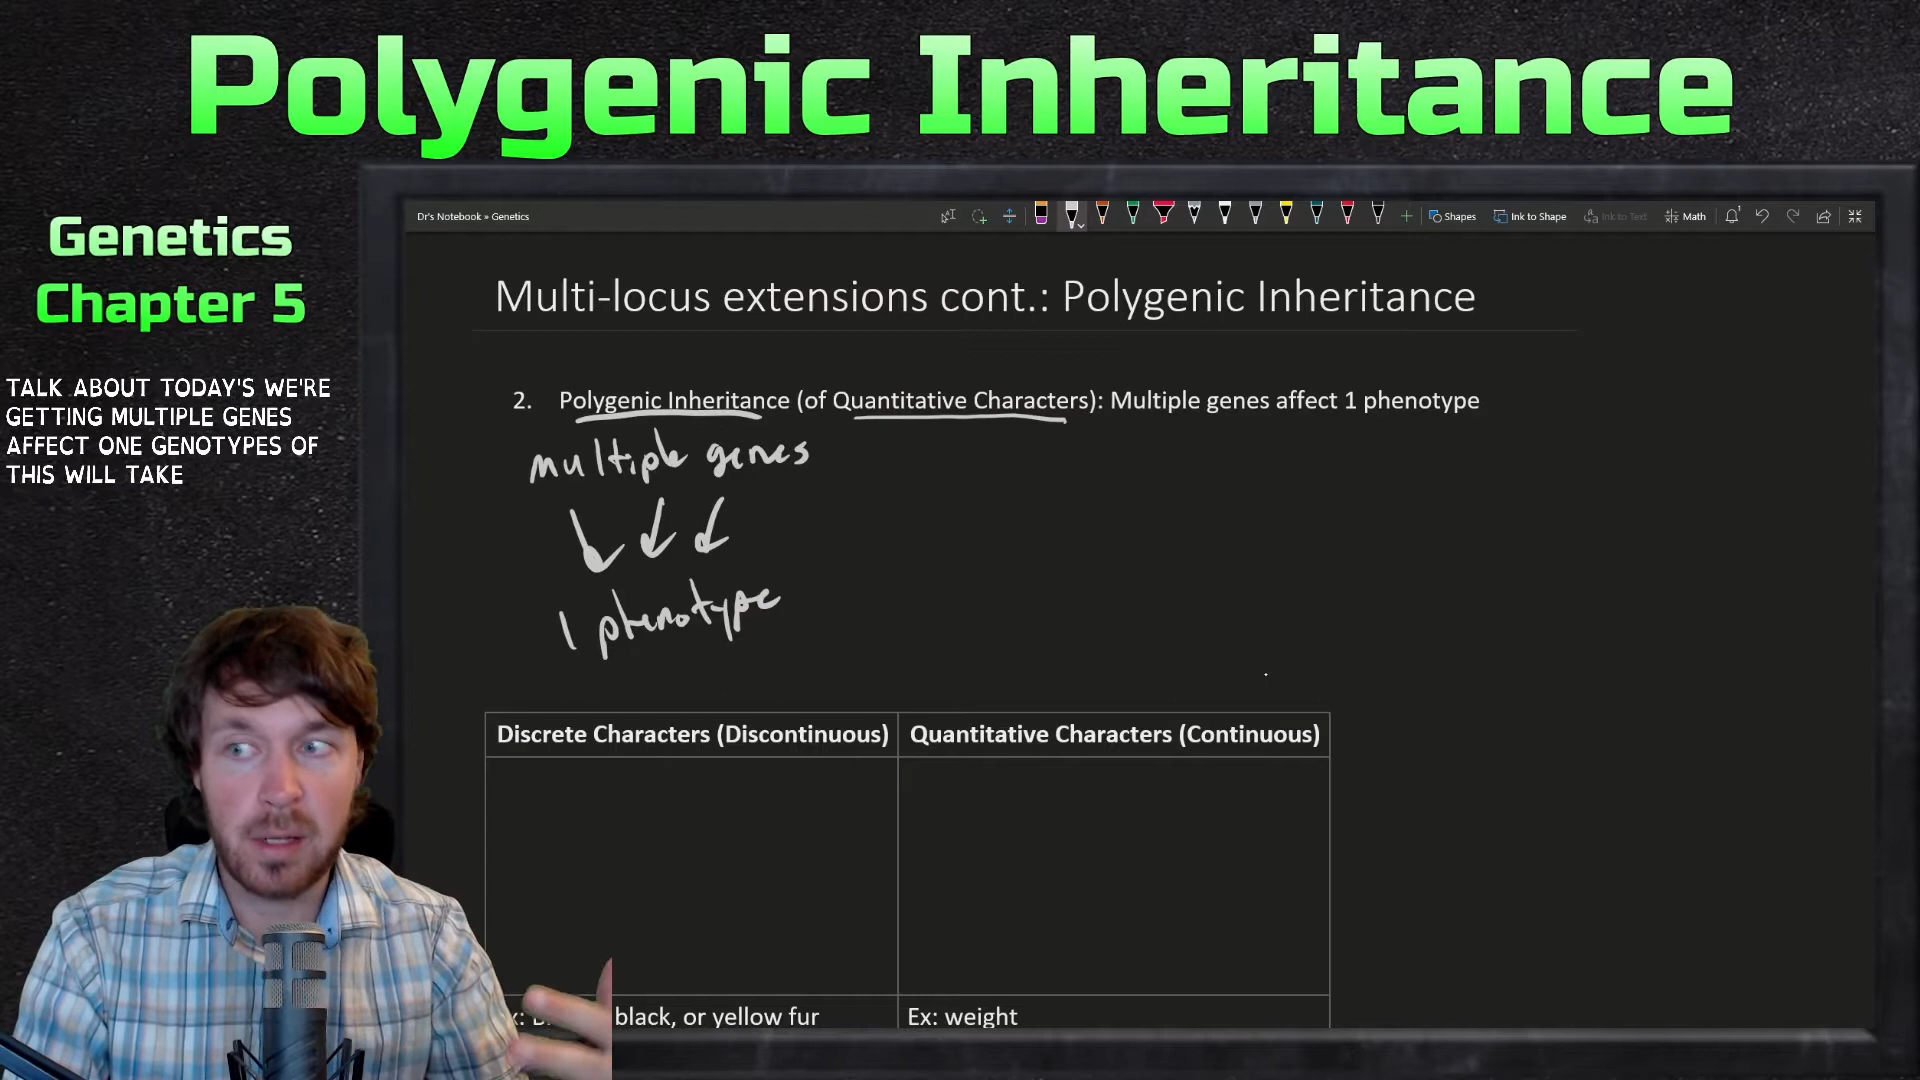 Polygenic Inheritance
Genetics
Chapter 5
TALK ABOUT TODAY'S WE'RE
GETTING MULTIPLE GENES
AFFECT ONE GENOTYPES OF
THIS WILL TAKE
Dr's Notebook » Genetics
Shapes
Ink to Shape
Ink to Text
Math
Multi-locus extensions cont.: Polygenic Inheritance
2. Polygenic Inheritance (of Quantitative Characters): Multiple genes affect 1 phenotype
multiple genes
1 phenotype
Discrete Characters (Discontinuous) Quantitative Characters (Continuous)
black, or yellow fur
Ex: weight